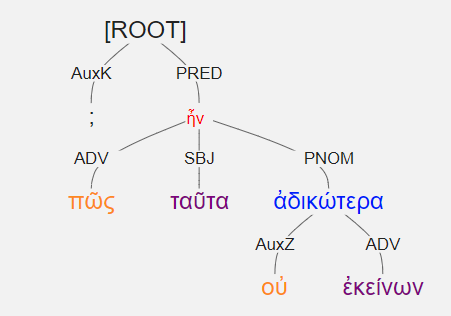 [ROOT]
AuxK PRED
; ἦν
ADV SBJ PNOM
πῶς ταῦτα ἀδικώτερα
AuxZ ADV
οὐ ἐκείνων